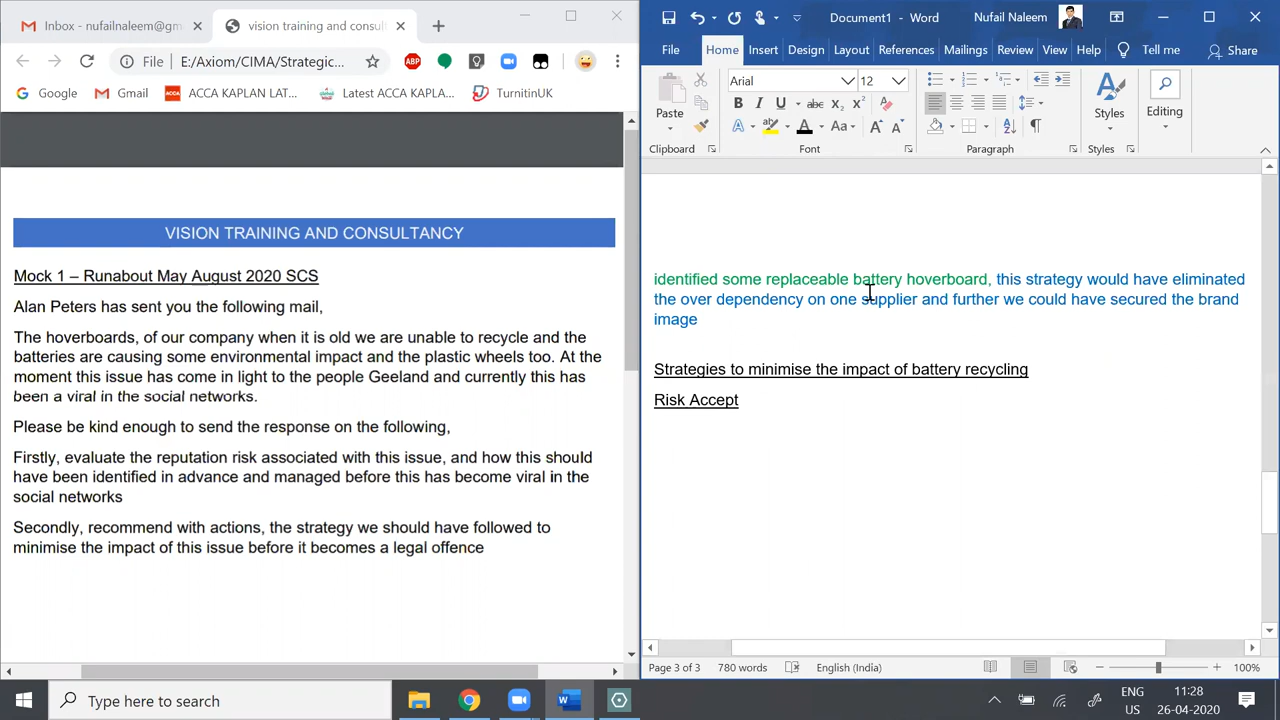 Inbox - nufailnaleem@gm
vision training and consult
Document1 - Word
Nufail Naleem
File E:/Axiom/CIMA/Strategic...
ABP
File Home Insert Design Layout References Mailings Review View Help Tell me Share
Google Gmail ACCA ACCA KAPLAN LAT... Latest ACCA KAPLA... TurnitinUK
Arial 12
Paste
Styles
Editing
Clipboard Font Paragraph Styles
VISION TRAINING AND CONSULTANCY
Mock 1 – Runabout May August 2020 SCS
Alan Peters has sent you the following mail,
The hoverboards, of our company when it is old we are unable to recycle and the
batteries are causing some environmental impact and the plastic wheels too. At the
moment this issue has come in light to the people Geeland and currently this has
been a viral in the social networks.
Please be kind enough to send the response on the following,
Firstly, evaluate the reputation risk associated with this issue, and how this should
have been identified in advance and managed before this has become viral in the
social networks
Secondly, recommend with actions, the strategy we should have followed to
minimise the impact of this issue before it becomes a legal offence
identified some replaceable battery hoverboard, this strategy would have eliminated
the over dependency on one supplier and further we could have secured the brand
image
Strategies to minimise the impact of battery recycling
Risk Accept
Page 3 of 3 780 words English (India) 100%
Type here to search
ENG
US
11:28
26-04-2020